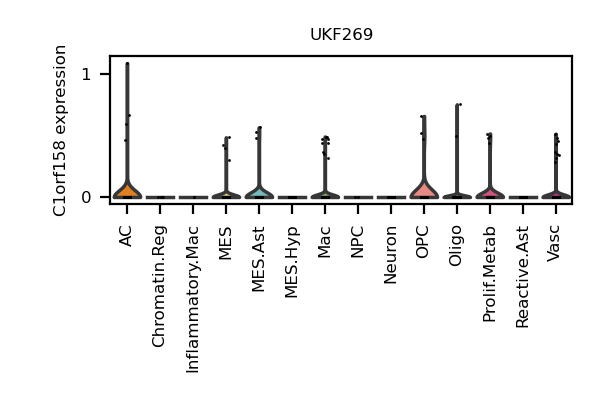 UKF269
C1orf158 expression
1
0
AC
Chromatin.Reg
Inflammatory.Mac
MES
MES.Ast
MES.Hyp
Mac
NPC
Neuron
OPC
Oligo
Prolif.Metab
Reactive.Ast
Vasc